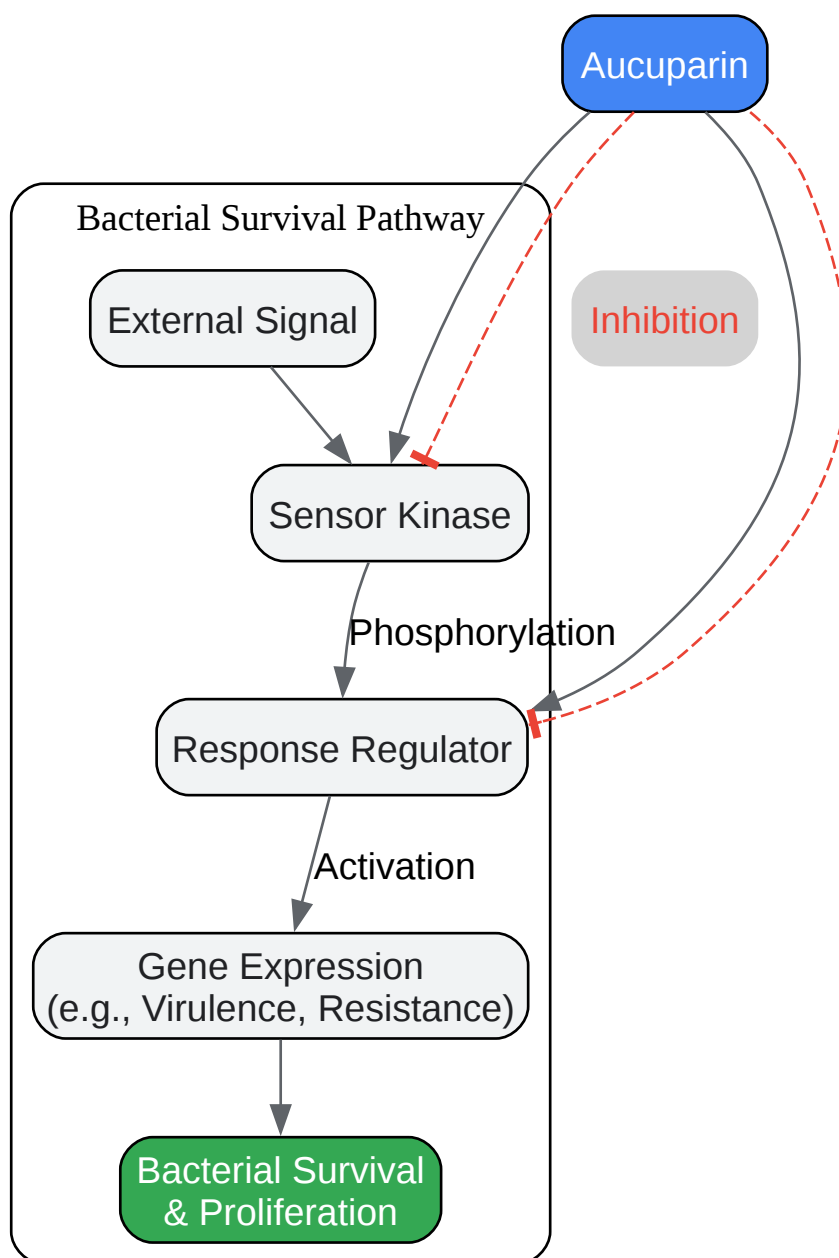 Aucuparin
Bacterial Survival Pathway
External Signal
Inhibition
Sensor Kinase
Phosphorylation
Response Regulator
Activation
Gene Expression
(e.g., Virulence, Resistance)
Bacterial Survival
& Proliferation